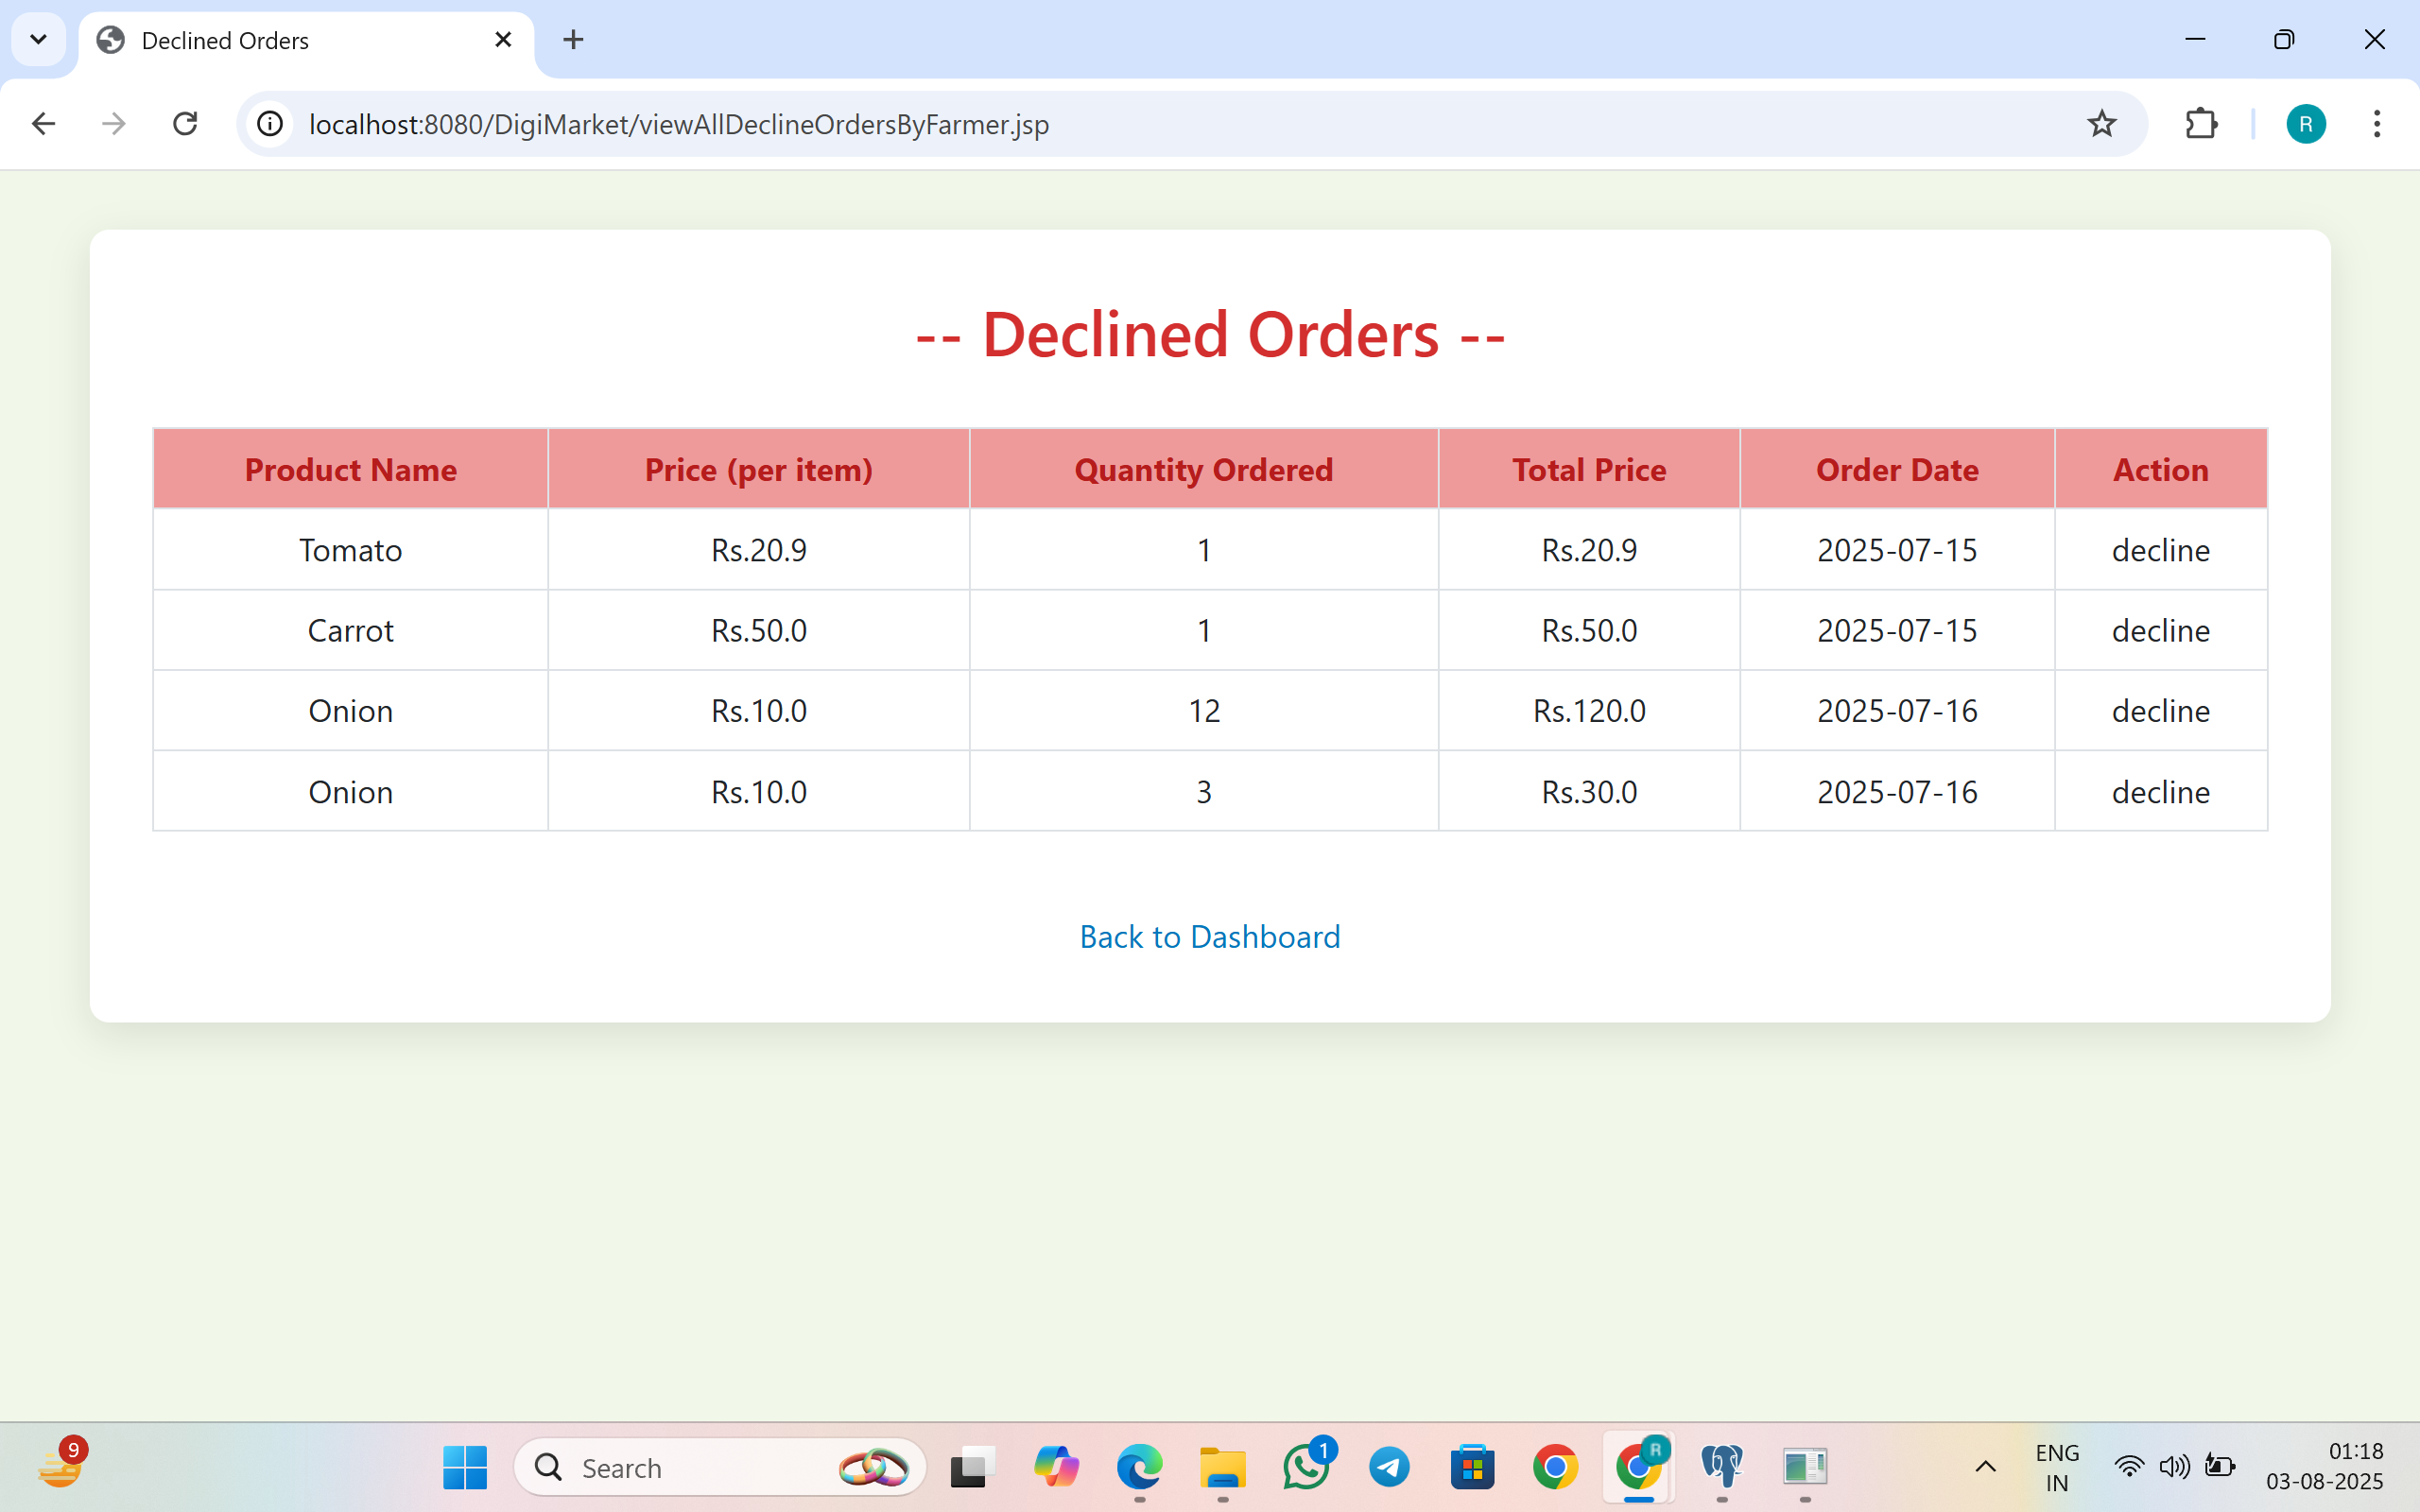 Declined Orders
localhost:8080/DigiMarket/viewAllDeclineOrdersByFarmer.jsp
R
-- Declined Orders --
Product Name Price (per item) Quantity Ordered Total Price Order Date Action
Tomato Rs.20.9 1 Rs.20.9 2025-07-15 decline
Carrot Rs.50.0 1 Rs.50.0 2025-07-15 decline
Onion Rs.10.0 12 Rs.120.0 2025-07-16 decline
Onion Rs.10.0 3 Rs.30.0 2025-07-16 decline
Back to Dashboard
9
Search
1
R
ENG
IN
01:18
03-08-2025